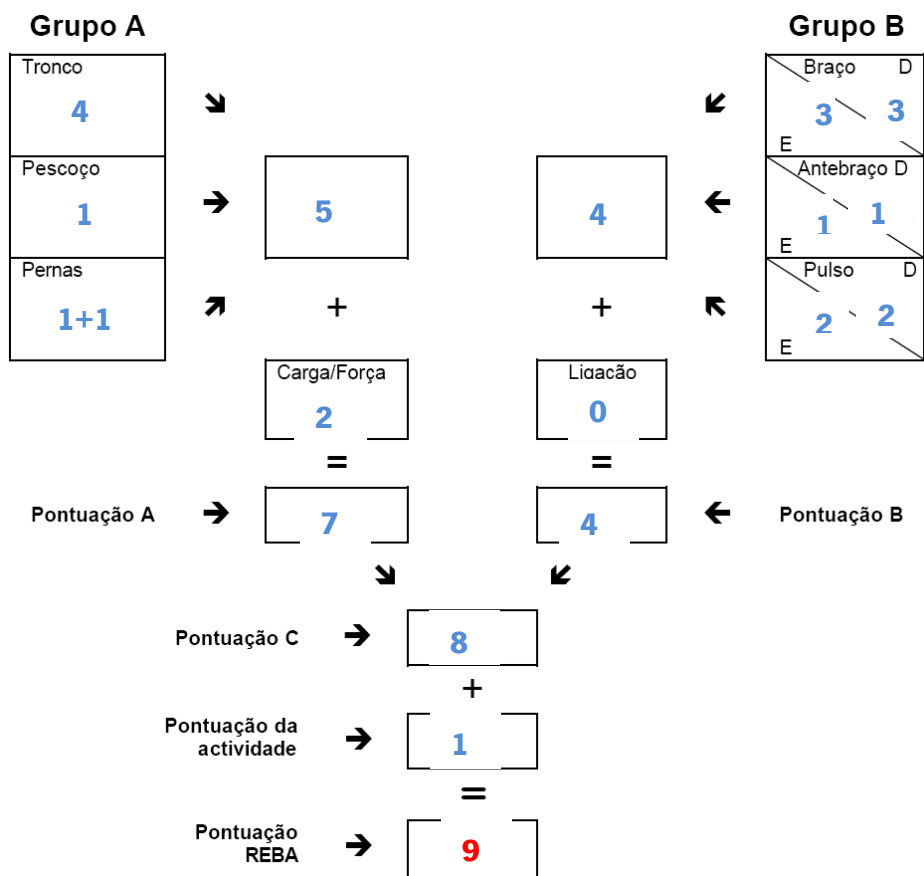 Grupo A
Grupo B
Tronco
4
Braço D
3 3
E
Pescoço
1
5
4
Antebraço D
1 1
E
Pernas
1+1
+
+
Pulso D
2 2
E
Carga/Força
2
Ligação
0
=
=
Pontuação A
7
4
Pontuação B
Pontuação C
8
+
Pontuação da
actividade
1
=
Pontuação
REBA
9